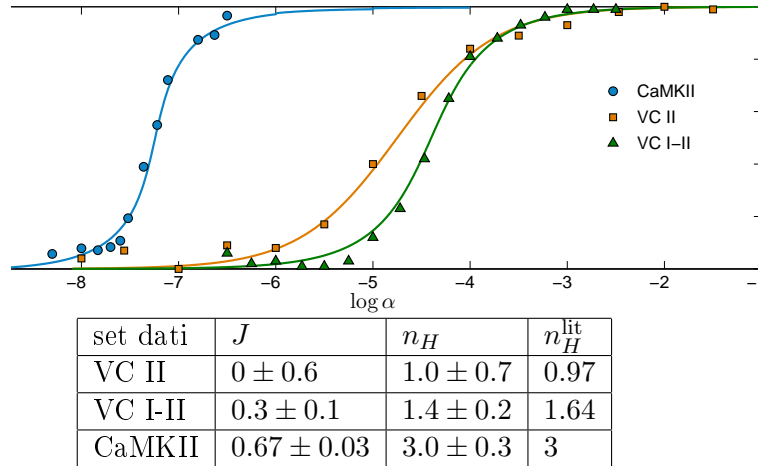 CaMKII
VC II
VC I–II
−8 −7 −6 −5 −4 −3 −2 −
log α
set dati J n_H n_H^lit
VC II 0 ± 0.6 1.0 ± 0.7 0.97
VC I-II 0.3 ± 0.1 1.4 ± 0.2 1.64
CaMKII 0.67 ± 0.03 3.0 ± 0.3 3